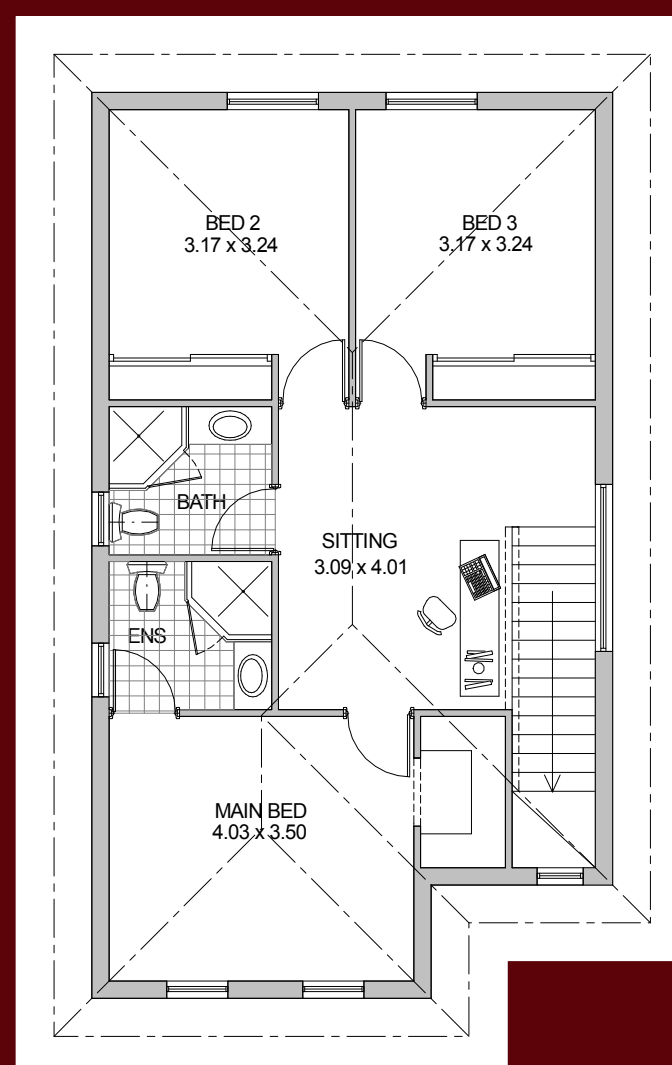 BED 2
3.17 x 3.24
BED 3
3.17 x 3.24
BATH
SITTING
3.09 x 4.01
ENS
MAIN BED
4.03 x 3.50